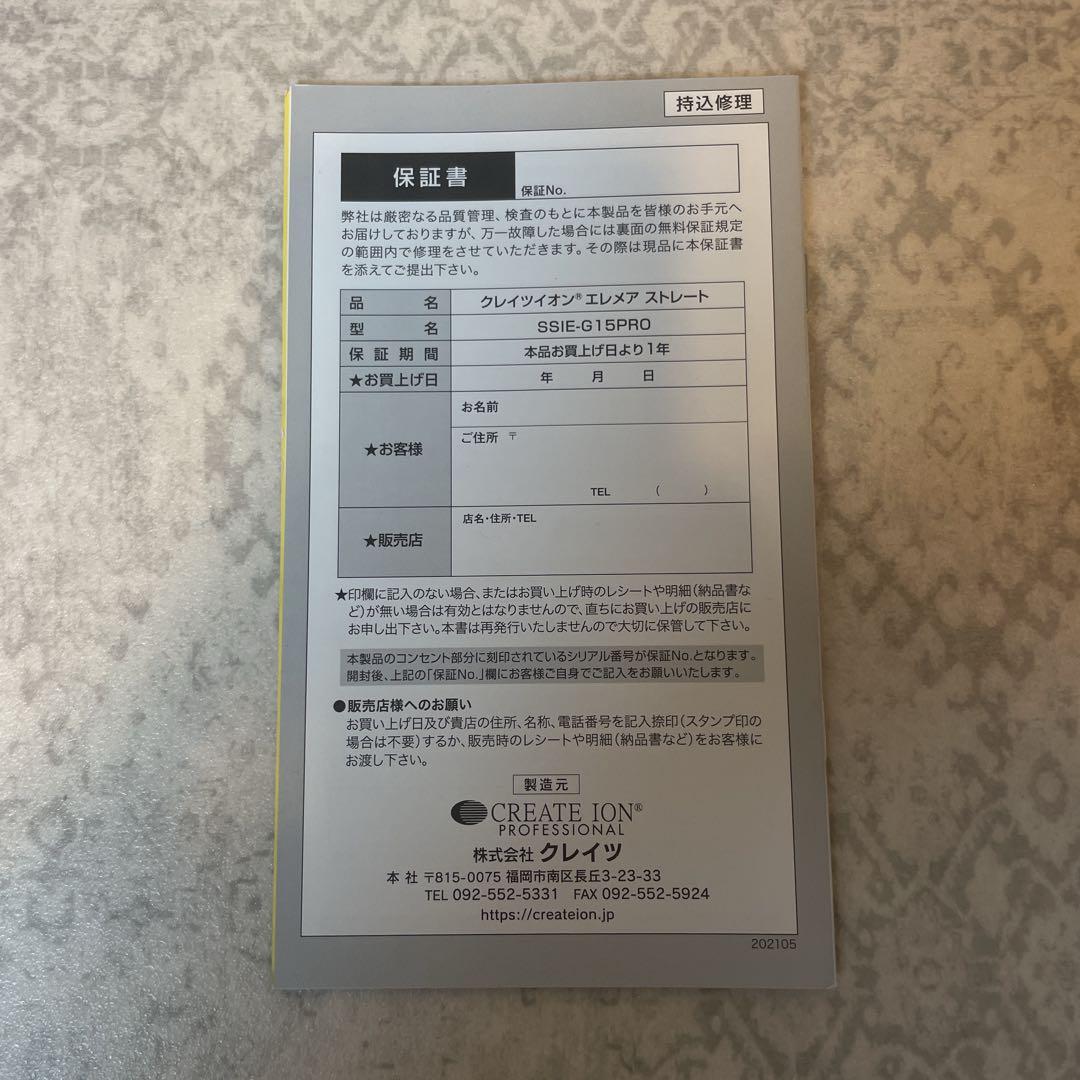 持込修理
保証書
保証No.
弊社は厳密なる品質管理、検査のもとに本製品を皆様のお手元へ
お届けしておりますが、万一故障した場合には裏面の無料保証規定
の範囲内で修理をさせていただきます。その際は現品に本保証書
を添えてご提出下さい。
品名 クレイツイオン®エレメア ストレート
型名 SSIE-G15PRO
保証期間 本品お買上げ日より1年
★お買上げ日 年 月 日
★お客様
お名前
ご住所 〒
TEL ( )
★販売店
店名・住所・TEL
★印欄に記入のない場合、またはお買い上げ時のレシートや明細(納品書な
ど)が無い場合は有効とはなりませんので、直ちにお買い上げの販売店に
お申し出下さい。本書は再発行いたしませんので大切に保管して下さい。
本製品のコンセント部分に刻印されているシリアル番号が保証No.となります。
開封後、上記の「保証No.」欄にお客様ご自身でご記入をお願いいたします。
●販売店様へのお願い
お買い上げ日及び貴店の住所、名称、電話番号を記入捺印(スタンプ印の
場合は不要)するか、販売時のレシートや明細(納品書など)をお客様に
お渡し下さい。
製造元
CREATE ION®
PROFESSIONAL
株式会社 クレイツ
本 社 〒815-0075 福岡市南区長丘3-23-33
TEL 092-552-5331 FAX 092-552-5924
https://createion.jp
202105